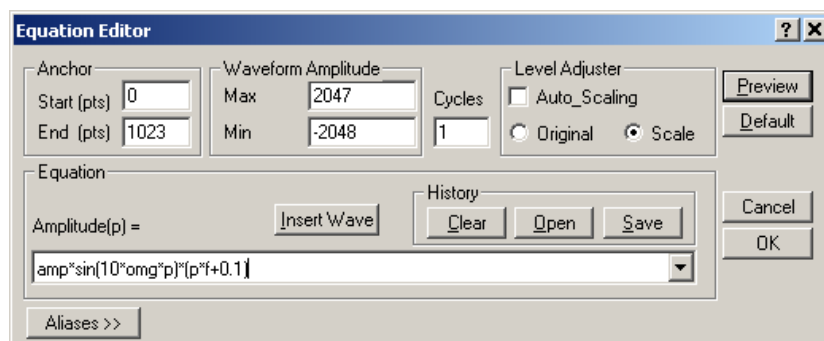 Equation Editor
Anchor
Waveform Amplitude
Level Adjuster
Start (pts) 0
Max 2047
Cycles
Auto_Scaling
Preview
End (pts) 1023
Min -2048
1
Original Scale
Default
Equation
History
Amplitude(p) =
Insert Wave
Clear Open Save
Cancel
OK
amp*sin(10*omg*p)*(p*f+0.1)
Aliases >>